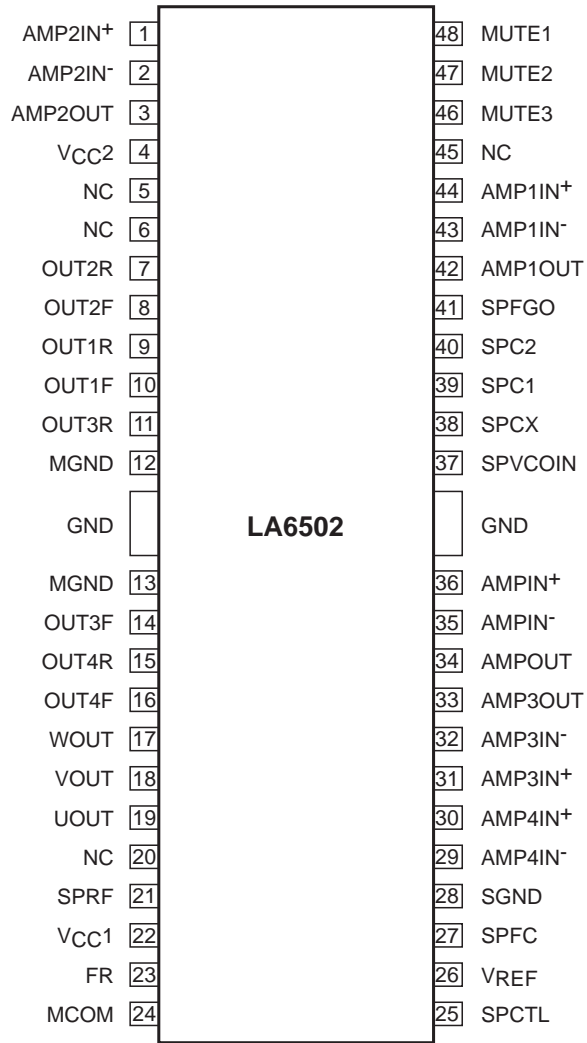 AMP2IN+ 1 48 MUTE1
AMP2IN- 2 47 MUTE2
AMP2OUT 3 46 MUTE3
VCC2 4 45 NC
NC 5 44 AMP1IN+
NC 6 43 AMP1IN-
OUT2R 7 42 AMP1OUT
OUT2F 8 41 SPFGO
OUT1R 9 40 SPC2
OUT1F 10 39 SPC1
OUT3R 11 38 SPCX
MGND 12 37 SPVCOIN
GND LA6502 GND
MGND 13 36 AMPIN+
OUT3F 14 35 AMPIN-
OUT4R 15 34 AMPOUT
OUT4F 16 33 AMP3OUT
WOUT 17 32 AMP3IN-
VOUT 18 31 AMP3IN+
UOUT 19 30 AMP4IN+
NC 20 29 AMP4IN-
SPRF 21 28 SGND
VCC1 22 27 SPFC
FR 23 26 VREF
MCOM 24 25 SPCTL